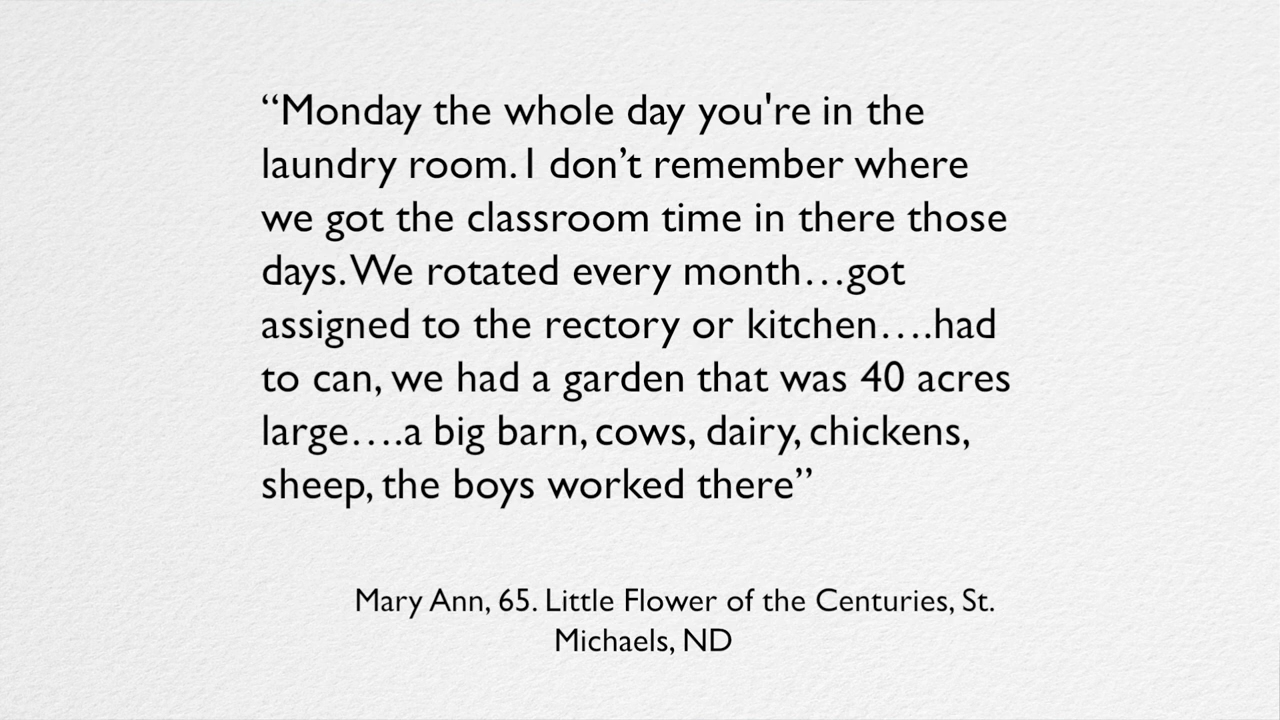 “Monday the whole day you're in the
laundry room. I don’t remember where
we got the classroom time in there those
days. We rotated every month…got
assigned to the rectory or kitchen….had
to can, we had a garden that was 40 acres
large….a big barn, cows, dairy, chickens,
sheep, the boys worked there”
Mary Ann, 65. Little Flower of the Centuries, St.
Michaels, ND